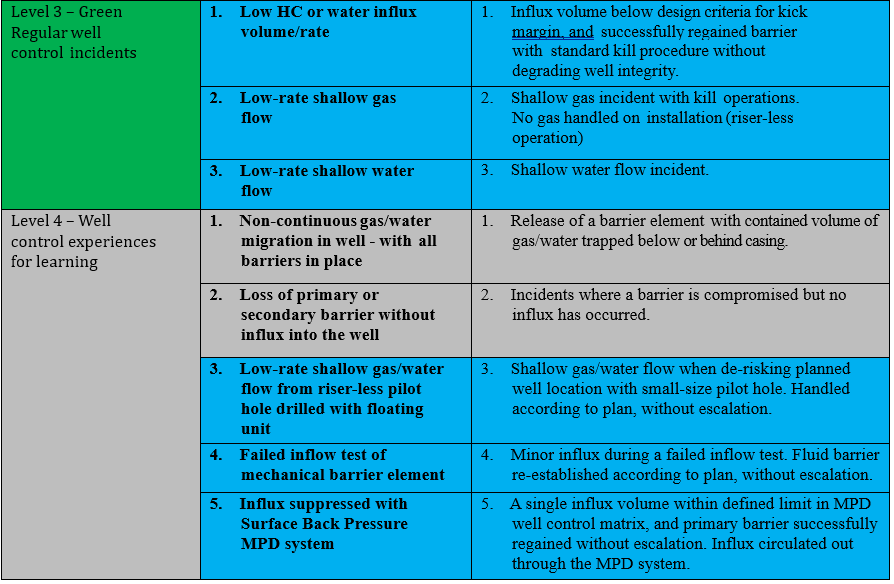 Level 3 – Green
Regular well
control incidents
1. Low HC or water influx
volume/rate
1. Influx volume below design criteria for kick
margin, and successfully regained barrier
with standard kill procedure without
degrading well integrity.
2. Low-rate shallow gas
flow
2. Shallow gas incident with kill operations.
No gas handled on installation (riser-less
operation)
3. Low-rate shallow water
flow
3. Shallow water flow incident.
Level 4 – Well
control experiences
for learning
1. Non-continuous gas/water
migration in well - with all
barriers in place
1. Release of a barrier element with contained volume of
gas/water trapped below or behind casing.
2. Loss of primary or
secondary barrier without
influx into the well
2. Incidents where a barrier is compromised but no
influx has occurred.
3. Low-rate shallow gas/water
flow from riser-less pilot
hole drilled with floating
unit
3. Shallow gas/water flow when de-risking planned
well location with small-size pilot hole. Handled
according to plan, without escalation.
4. Failed inflow test of
mechanical barrier element
4. Minor influx during a failed inflow test. Fluid barrier
re-established according to plan, without escalation.
5. Influx suppressed with
Surface Back Pressure
MPD system
5. A single influx volume within defined limit in MPD
well control matrix, and primary barrier successfully
regained without escalation. Influx circulated out
through the MPD system.